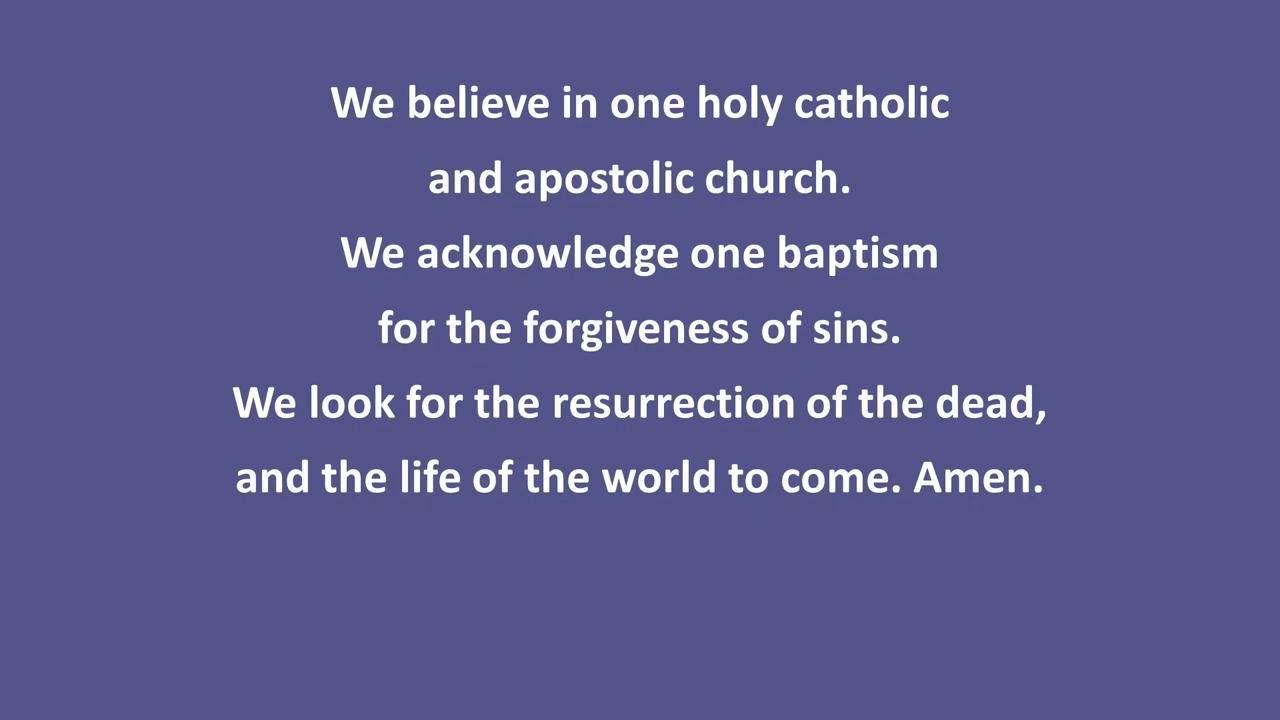 We believe in one holy catholic
and apostolic church.
We acknowledge one baptism
for the forgiveness of sins.
We look for the resurrection of the dead,
and the life of the world to come. Amen.